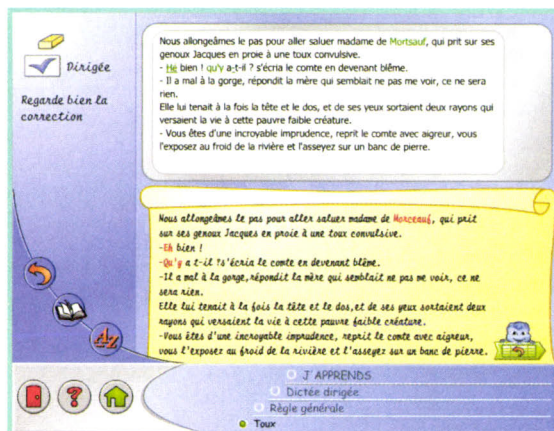 Dirigée
Regarde bien la
correction
Nous allongeâmes le pas pour aller saluer madame de Mortsauf, qui prit sur ses
genoux Jacques en proie à une toux convulsive.
- Hé bien ! qu'y a-t-il ? s'écria le comte en devenant blême.
- Il a mal à la gorge, répondit la mère qui semblait ne pas me voir, ce ne sera
rien.
Elle lui tenait à la fois la tête et le dos, et de ses yeux sortaient deux rayons qui
versaient la vie à cette pauvre faible créature.
- Vous êtes d'une incroyable imprudence, reprit le comte avec aigreur, vous
l'exposez au froid de la rivière et l'asseyez sur un banc de pierre.
Nous allongeâmes le pas pour aller saluer madame de Morceauf, qui prit
sur ses genoux Jacques en proie à une toux convulsive.
-Eh bien !
-Qu'y a t-il ?s'écria le comte en devenant blême.
-Il a mal à la gorge,répondit la mère qui semblait ne pas me voir, ce ne
sera rien.
Elle lui tenait à la fois la tête et le dos,et de ses yeux sortaient deux
rayons qui versaient la vie à cette pauvre faible créature.
-Vous êtes d'une incroyable imprudence, reprit le comte avec aigreur,
vous l'exposez au froid de la rivière et l'asseyez sur un banc de pierre.
AZ
?
J'APPRENDS
Dictée dirigée
Règle générale
Toux